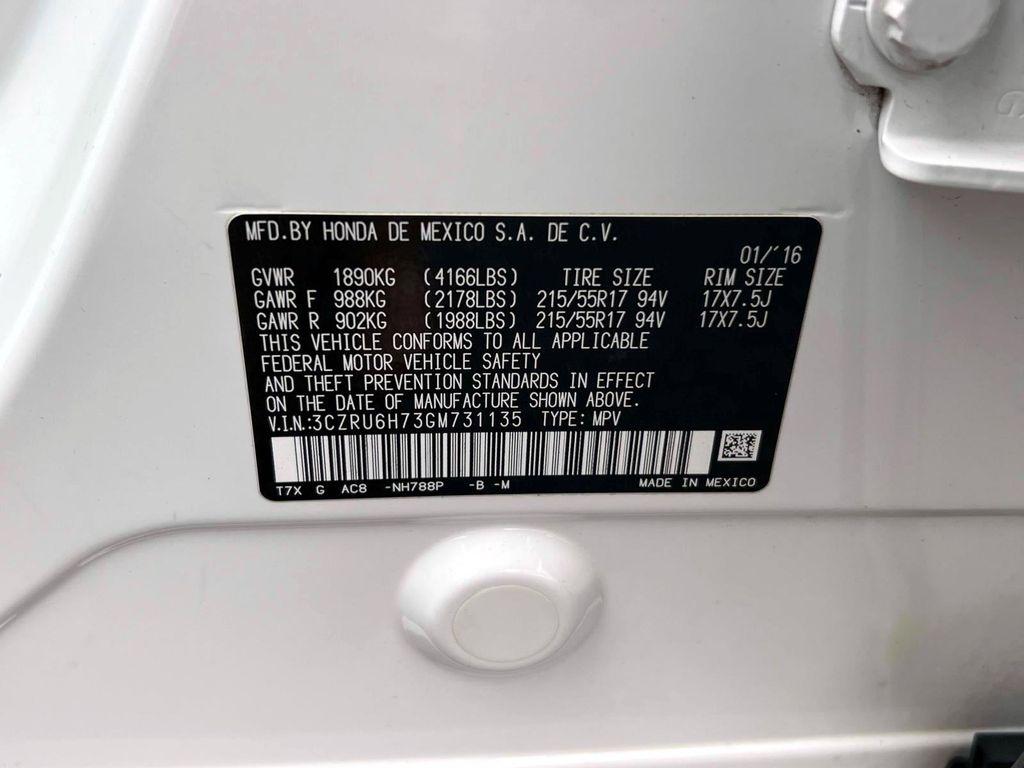 MFD.BY HONDA DE MEXICO S.A. DE C.V.
01/'16
GVWR 1890KG (4166LBS) TIRE SIZE RIM SIZE
GAWR F 988KG (2178LBS) 215/55R17 94V 17X7.5J
GAWR R 902KG (1988LBS) 215/55R17 94V 17X7.5J
THIS VEHICLE CONFORMS TO ALL APPLICABLE
FEDERAL MOTOR VEHICLE SAFETY
AND THEFT PREVENTION STANDARDS IN EFFECT
ON THE DATE OF MANUFACTURE SHOWN ABOVE.
V.I.N.:3CZRU6H73GM731135 TYPE: MPV
T7X G AC8 -NH788P -B -M MADE IN MEXICO